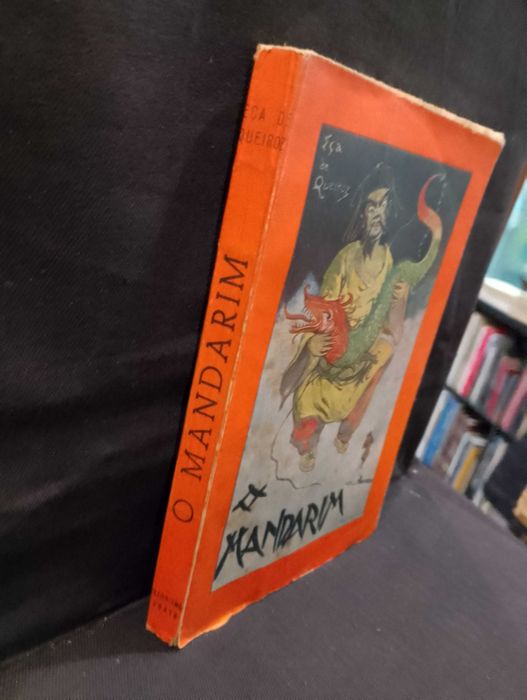 EÇA DE
QUEIROZ
O MANDARIM
Eça
de
Queiroz
O
MANDARIM